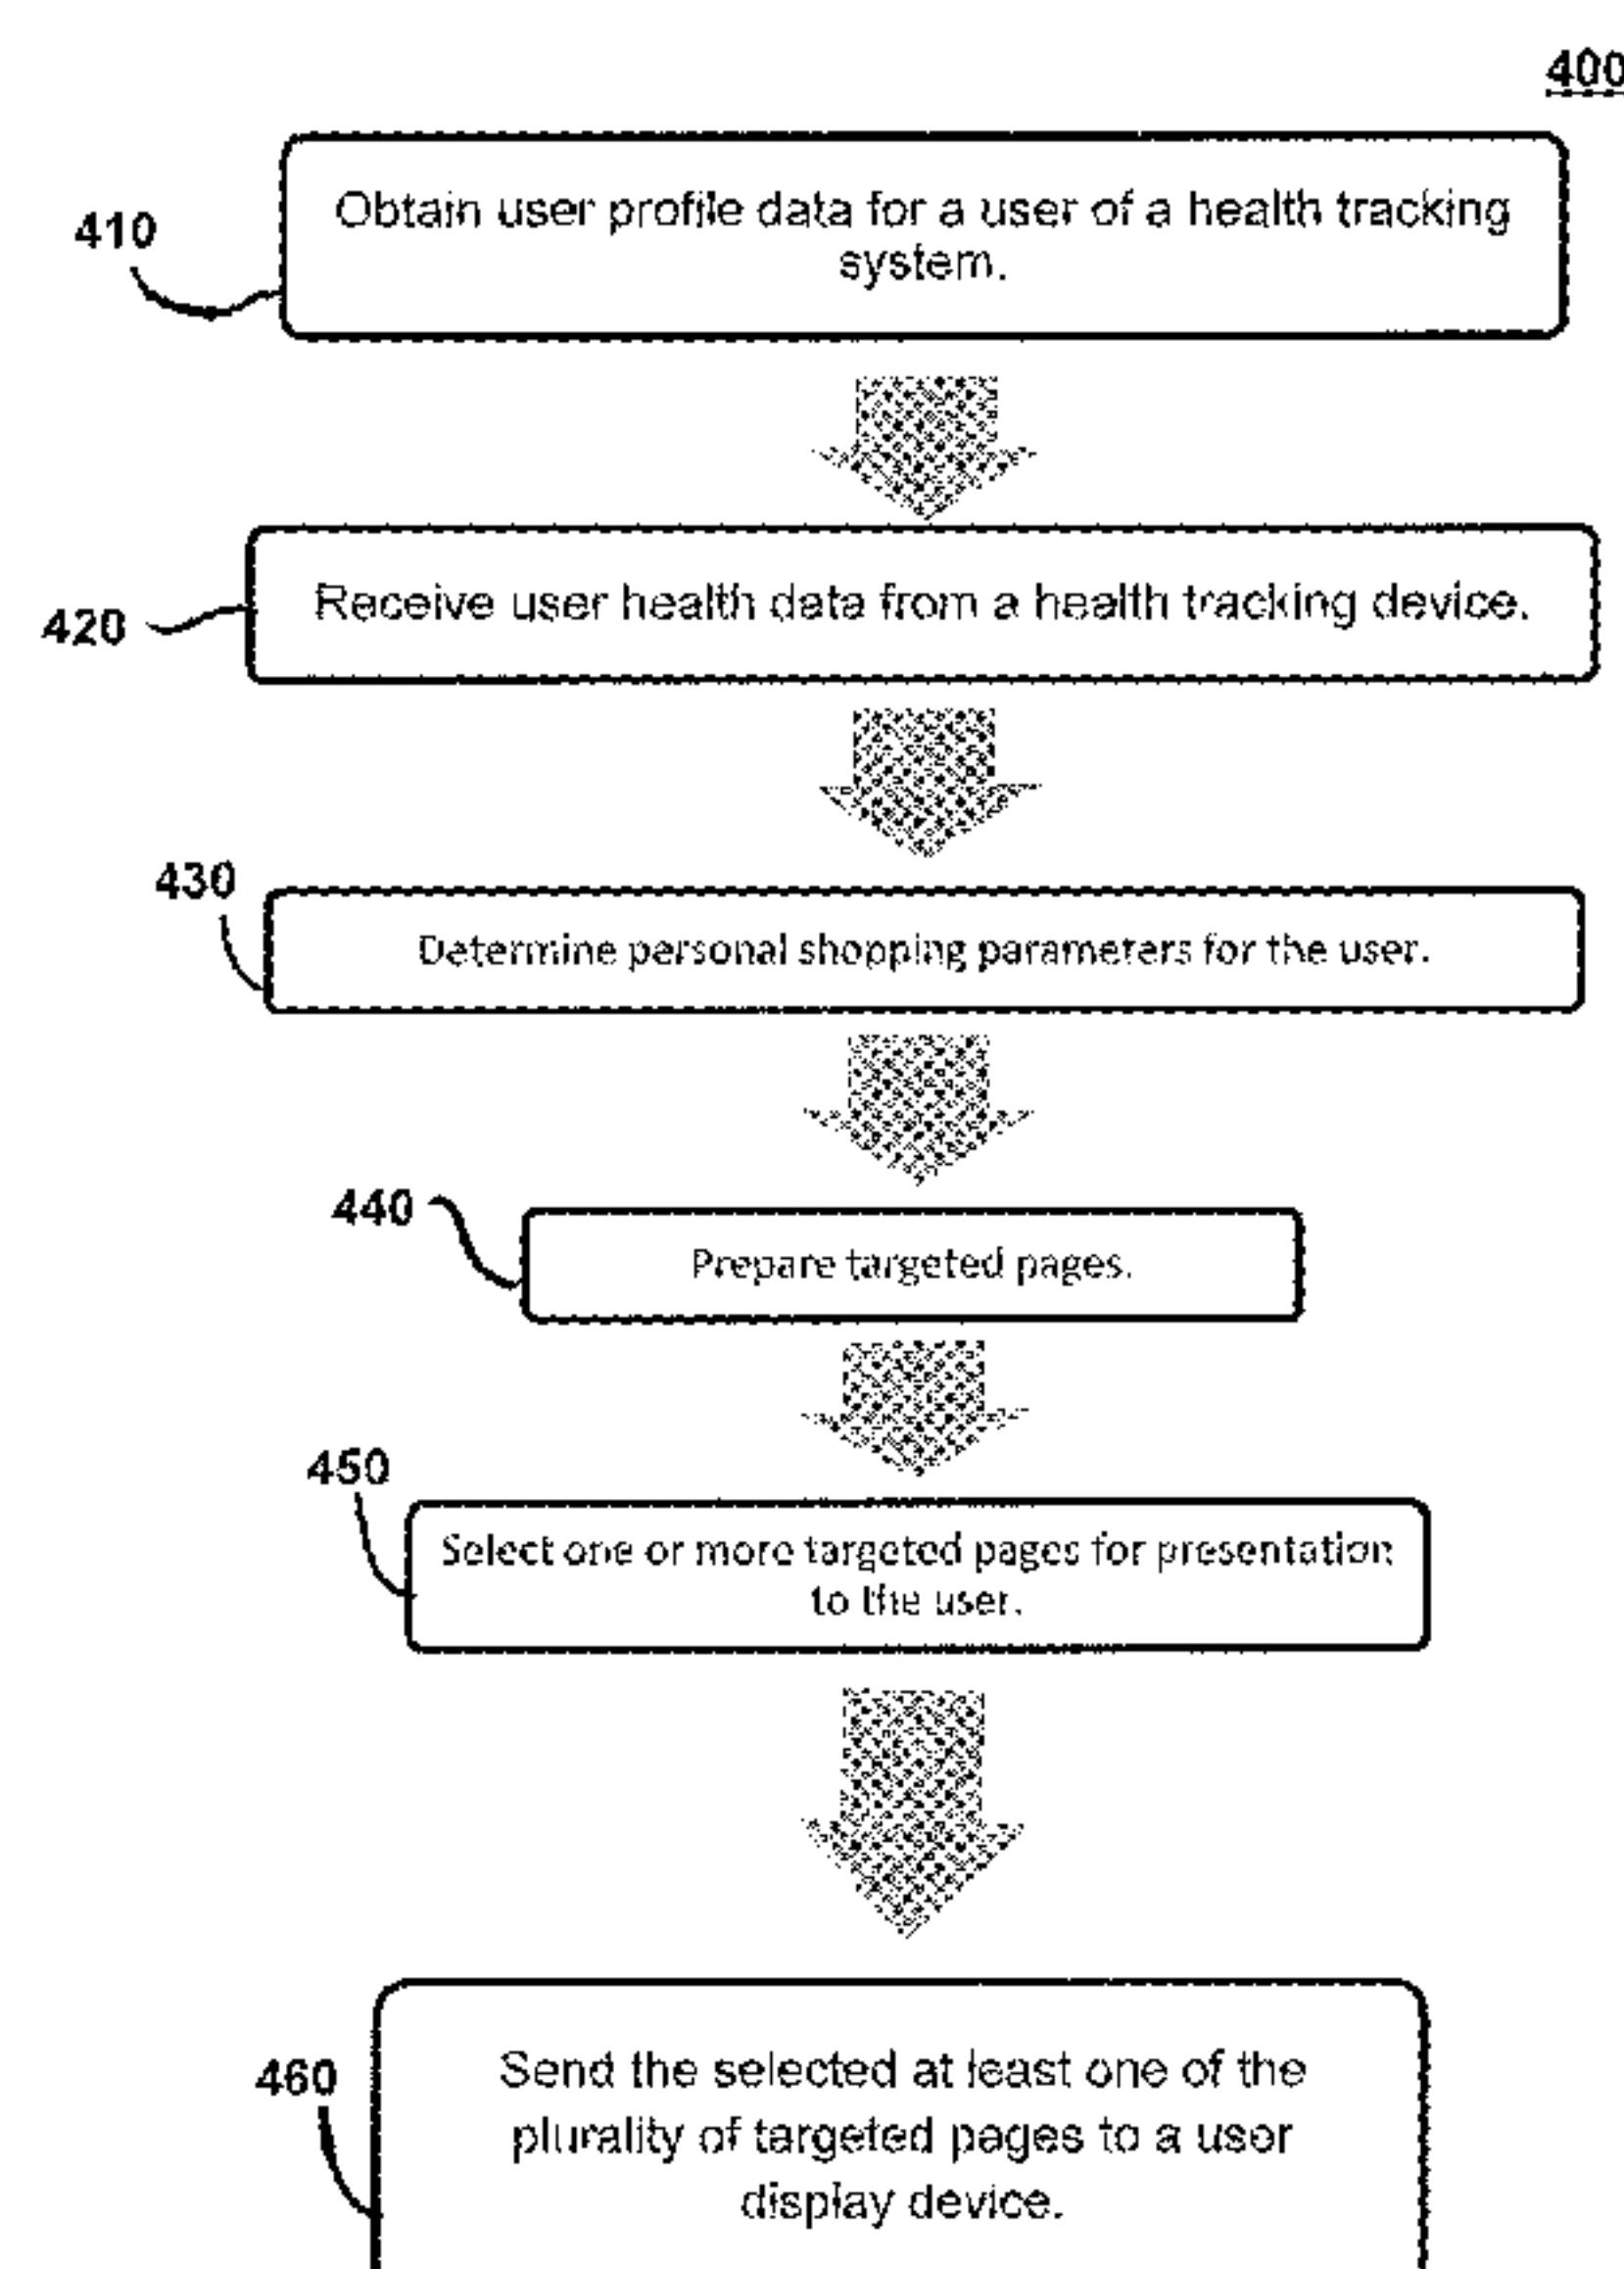 400
410
Obtain user profile data for a user of a health tracking
system.
420
Receive user health data from a health tracking device.
430
Determine personal shopping parameters for the user.
440
Prepare targeted pages.
450
Select one or more targeted pages for presentation
to the user.
460
Send the selected at least one of the
plurality of targeted pages to a user
display device.